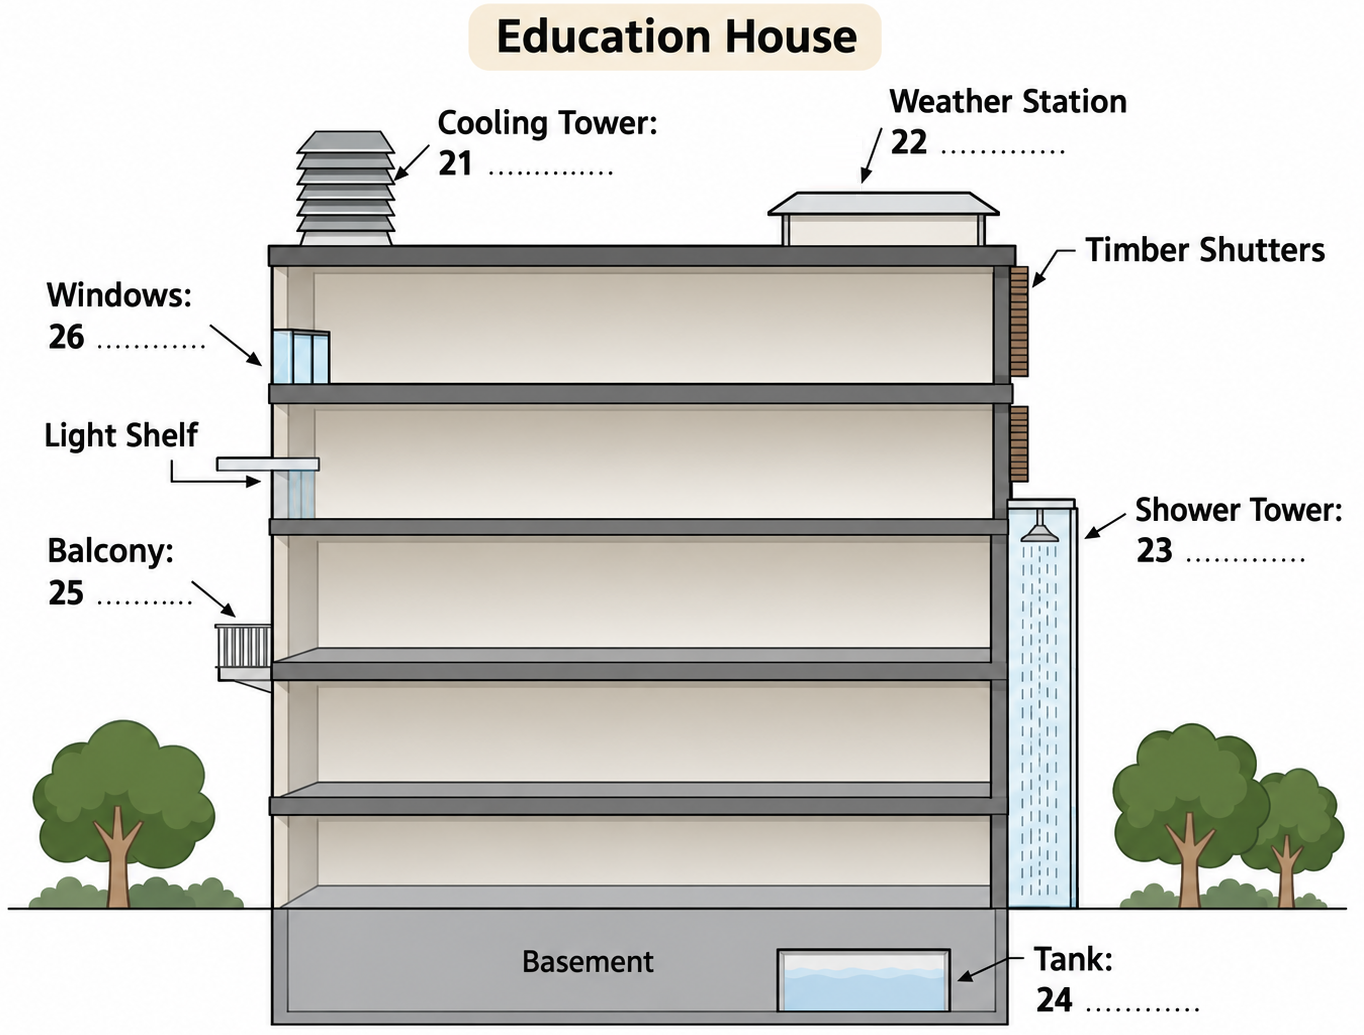 Education House
Cooling Tower:
21 .............
Weather Station
22 .............
Timber Shutters
Windows:
26 ............
Light Shelf
Shower Tower:
23 .............
Balcony:
25 ...........
Basement
Tank:
24 ............